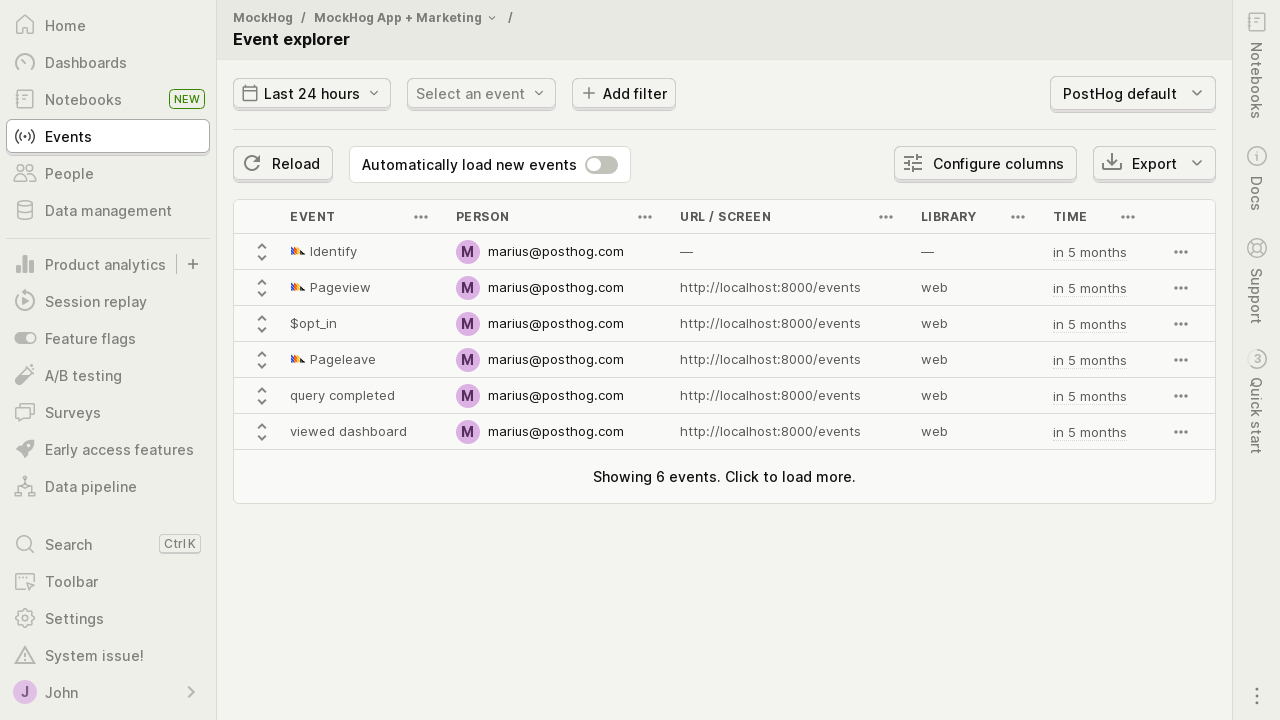 Home
Dashboards
Notebooks NEW
Events
People
Data management
Product analytics
Session replay
Feature flags
A/B testing
Surveys
Early access features
Data pipeline
Search Ctrl K
Toolbar
Settings
System issue!
J John
MockHog / MockHog App + Marketing /
Event explorer
Last 24 hours Select an event Add filter PostHog default
Reload Automatically load new events Configure columns Export
EVENT PERSON URL / SCREEN LIBRARY TIME
Identify M marius@posthog.com — — in 5 months
Pageview M marius@posthog.com http://localhost:8000/events web in 5 months
$opt_in M marius@posthog.com http://localhost:8000/events web in 5 months
Pageleave M marius@posthog.com http://localhost:8000/events web in 5 months
query completed M marius@posthog.com http://localhost:8000/events web in 5 months
viewed dashboard M marius@posthog.com http://localhost:8000/events web in 5 months
Showing 6 events. Click to load more.
Notebooks
Docs
Support
3 Quick start